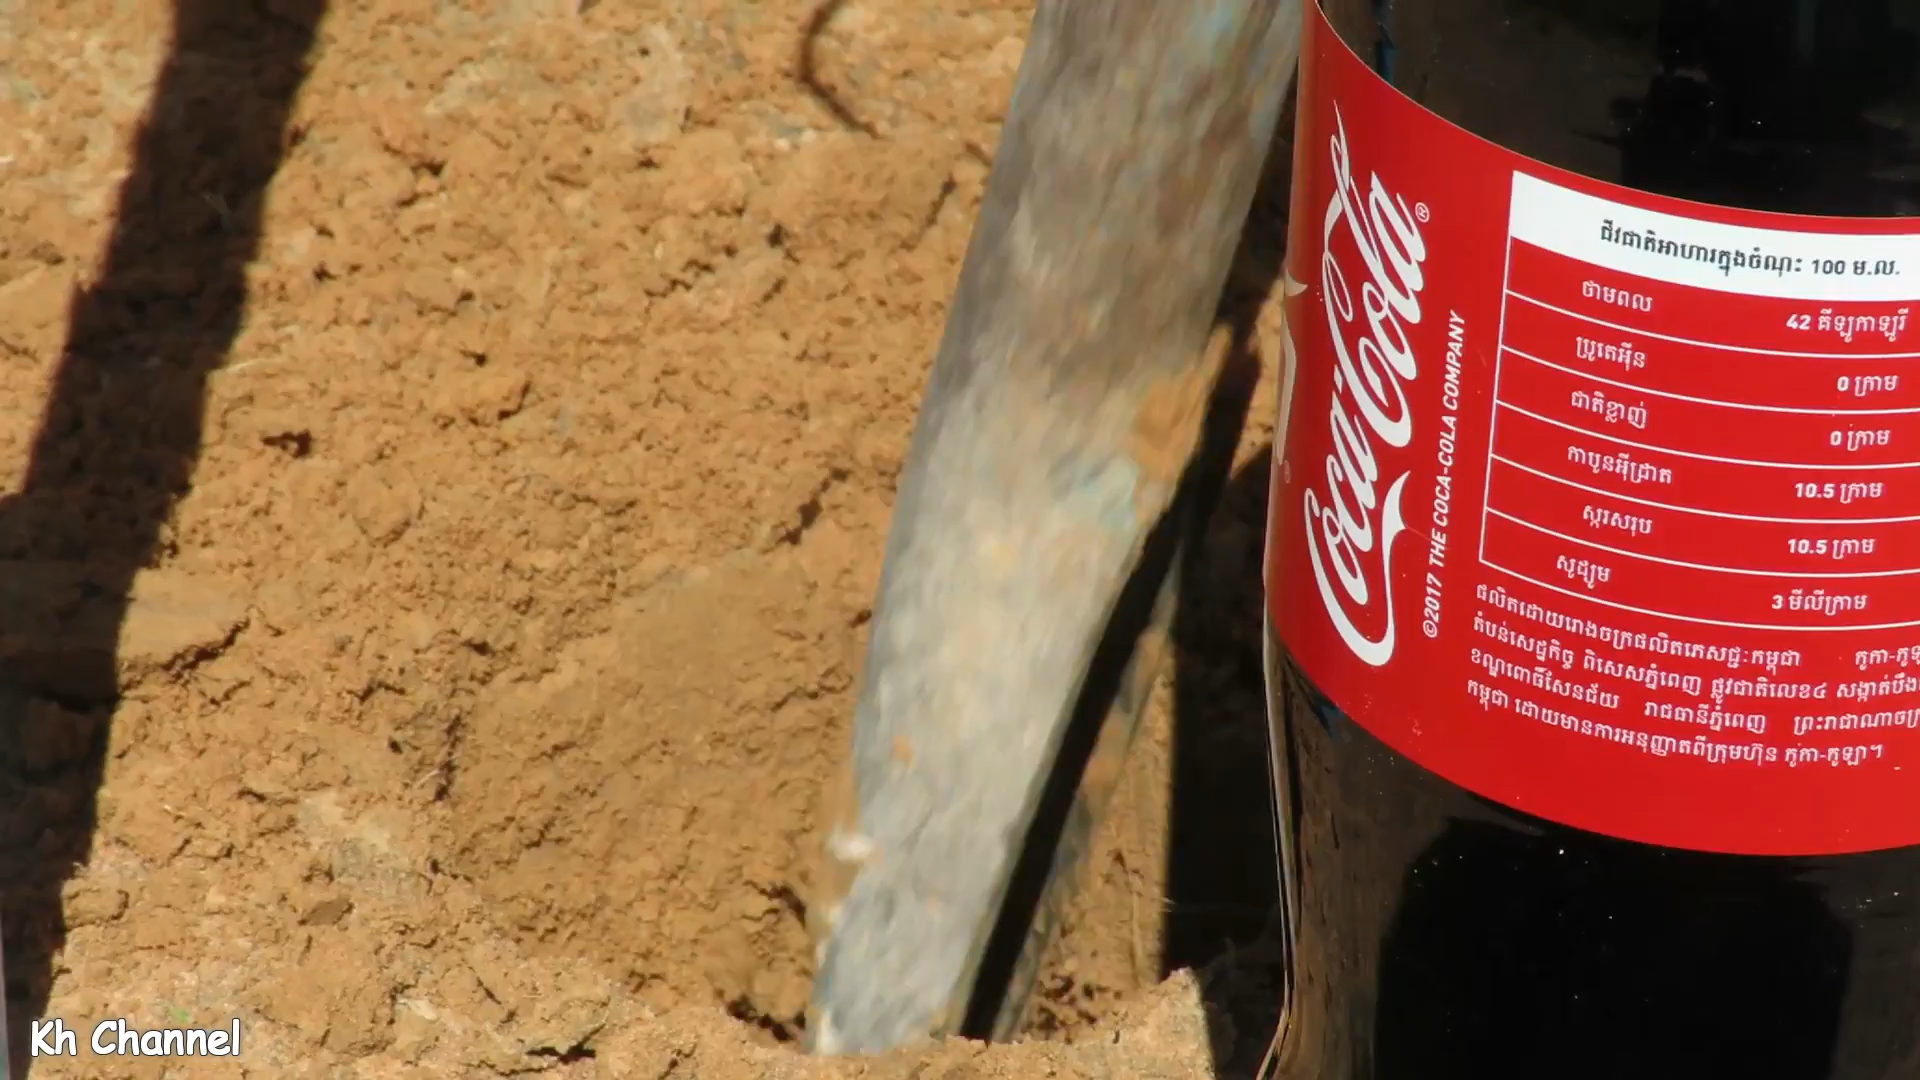 Coca-Cola®
©2017 THE COCA-COLA COMPANY
ជីវជាតិអាហារក្នុងចំណុះ 100 ម.ល.
ថាមពល 42 គីឡូកាឡូរី
ប្រូតេអ៊ីន 0 ក្រាម
ជាតិខ្លាញ់ 0 ក្រាម
កាបូនអ៊ីដ្រាត 10.5 ក្រាម
ស្ករសរុប 10.5 ក្រាម
សូដ្យូម 3 មីលីក្រាម
ផលិតដោយរោងចក្រផលិតភេសជ្ជៈកម្ពុជា
តំបន់សេដ្ឋកិច្ច ពិសេសភ្នំពេញ ផ្លូវជាតិលេខ៤ សង្កាត់បឹង
ខណ្ឌពោធិ៍សែនជ័យ រាជធានីភ្នំពេញ
កម្ពុជា ដោយមានការអនុញ្ញាតពីក្រុមហ៊ុន កូកា-កូឡា។
Kh Channel